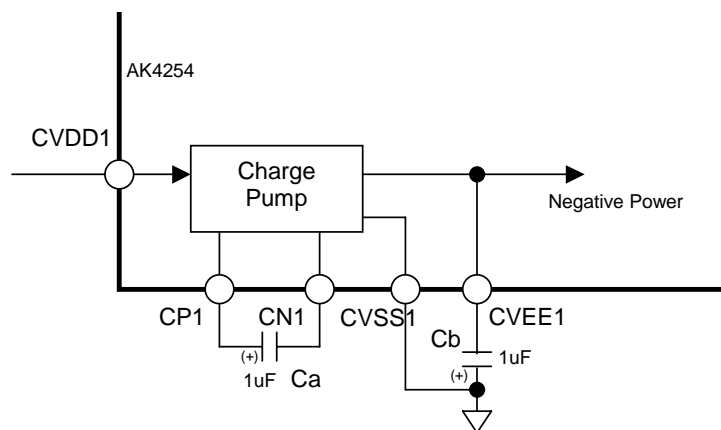 AK4254
CVDD1
Charge
Pump
Negative Power
CP1
CN1
CVSS1
CVEE1
(+)
1uF
Ca
Cb
1uF
(+)